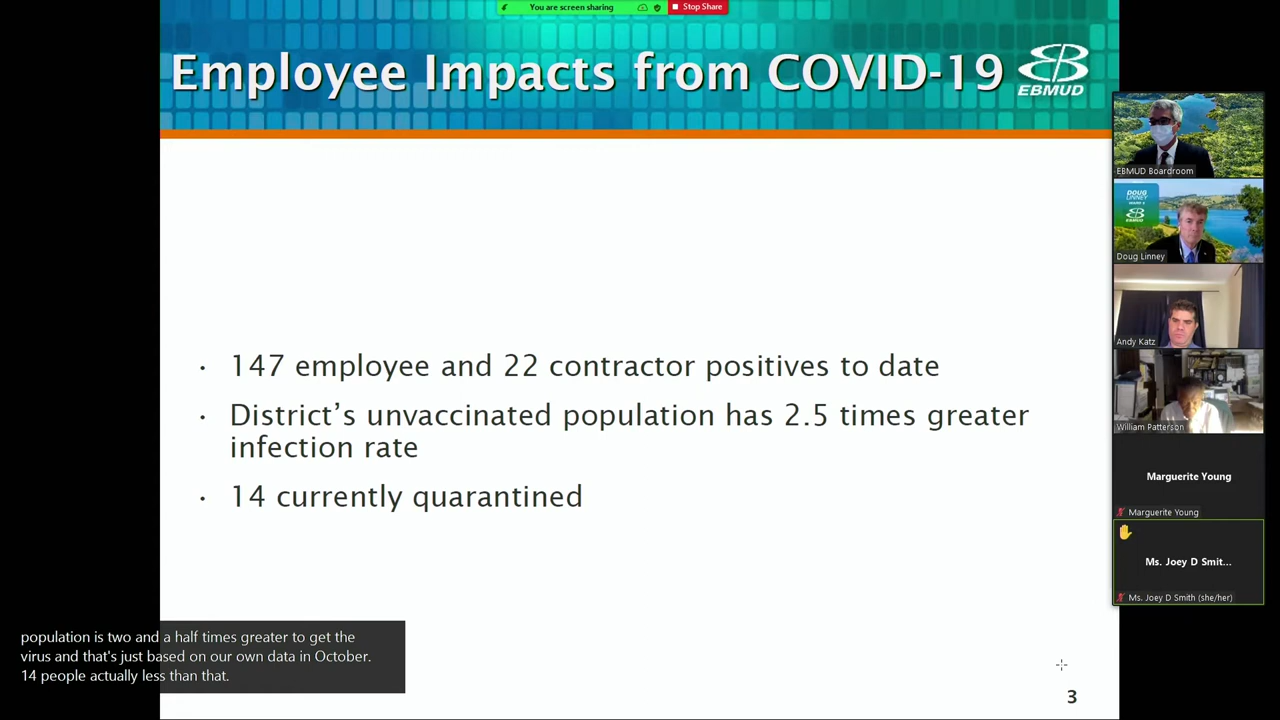 You are screen sharing
Stop Share
Employee Impacts from COVID-19
EBMUD
EBMUD Boardroom
DOUG
LINNEY
EBMUD
Doug Linney
Andy Katz
William Patterson
Marguerite Young
Marguerite Young
Ms. Joey D Smit...
Ms. Joey D Smith (she/her)
• 147 employee and 22 contractor positives to date
• District's unvaccinated population has 2.5 times greater
infection rate
• 14 currently quarantined
population is two and a half times greater to get the
virus and that's just based on our own data in October.
14 people actually less than that.
3